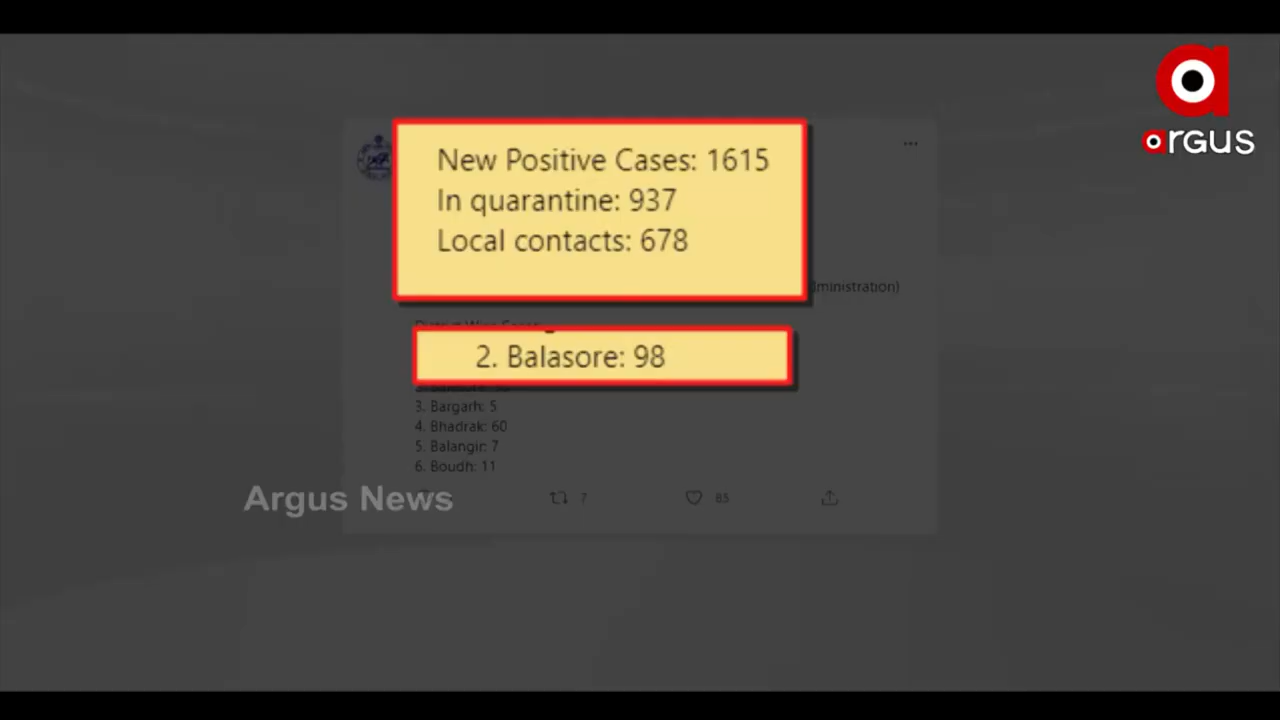 argus
New Positive Cases: 1615
In quarantine: 937
Local contacts: 678
ministration)
2. Balasore: 98
3. Bargarh: 5
4. Bhadrak: 60
5. Balangir: 7
6. Boudh: 11
Argus News
7
85